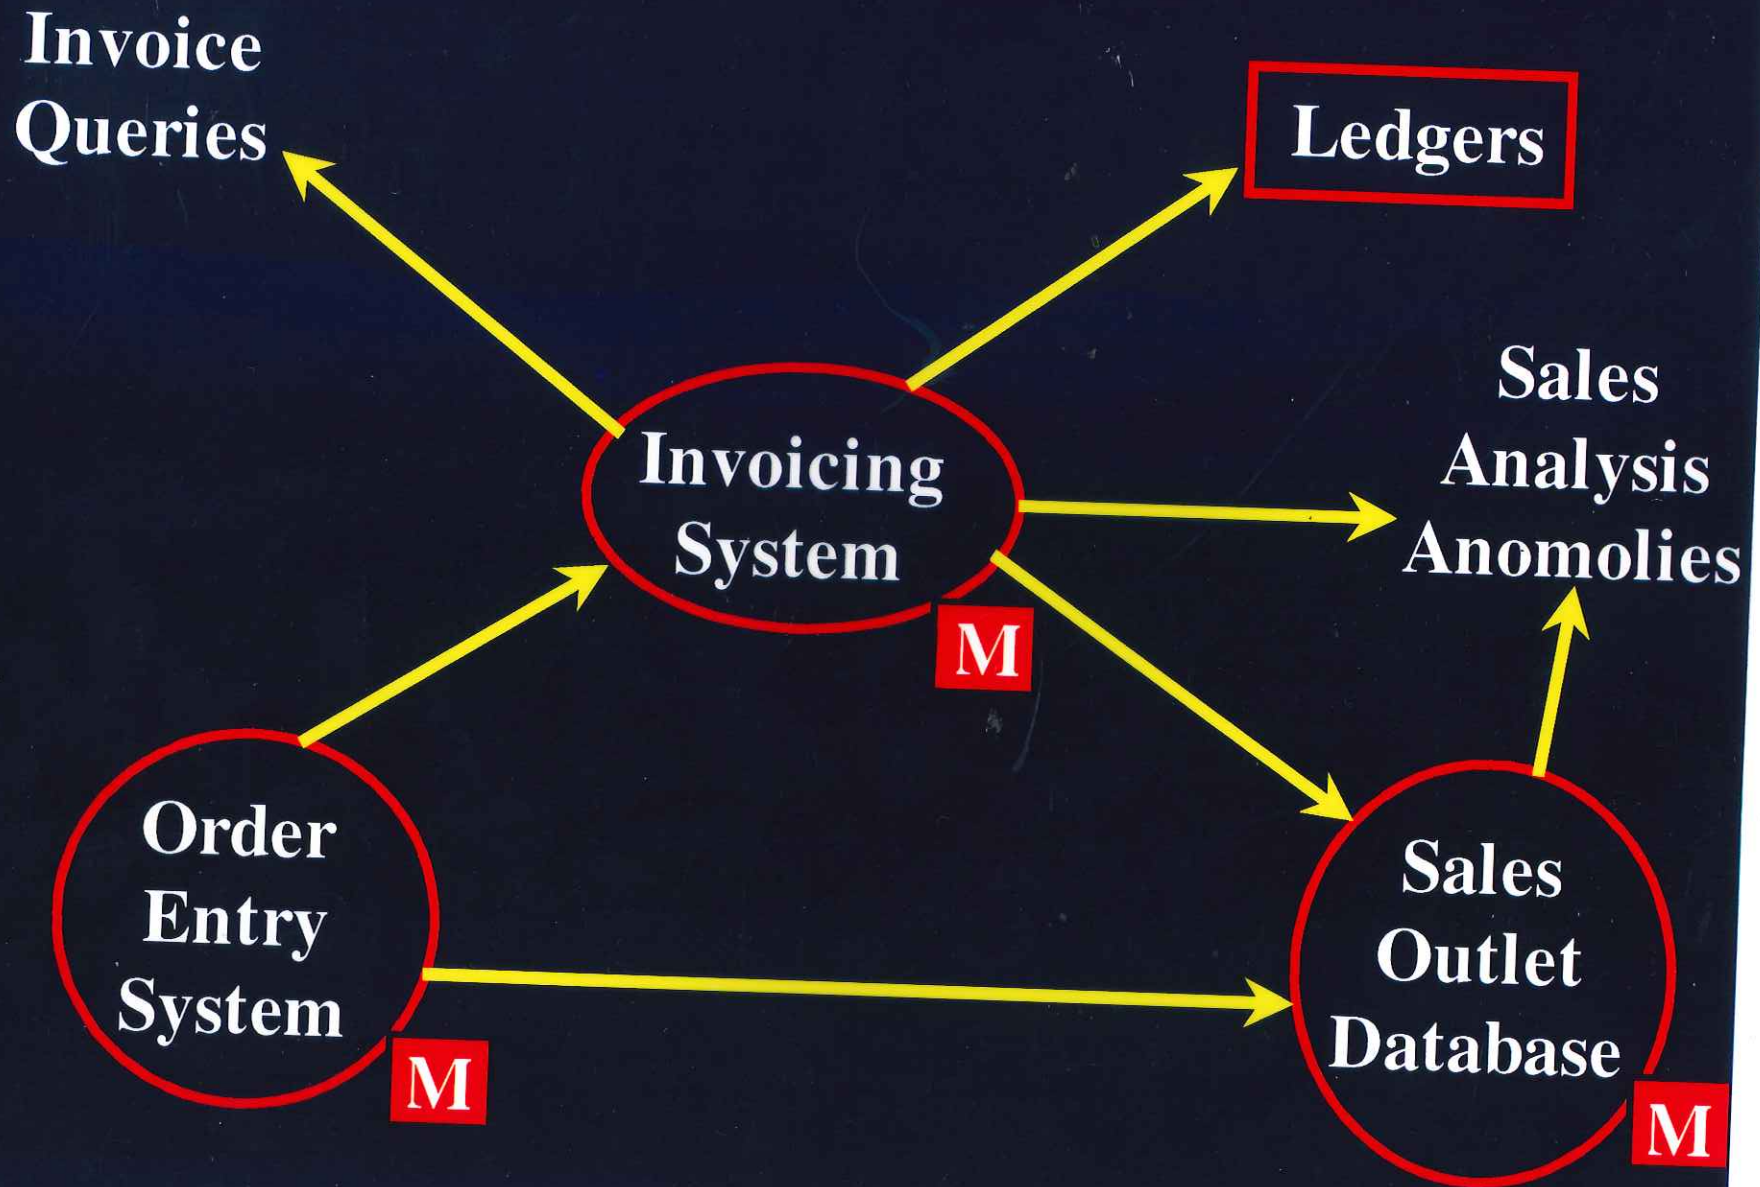 Invoice
Queries
Ledgers
Sales
Analysis
Anomolies
Invoicing
System
M
Order
Entry
System
M
Sales
Outlet
Database
M